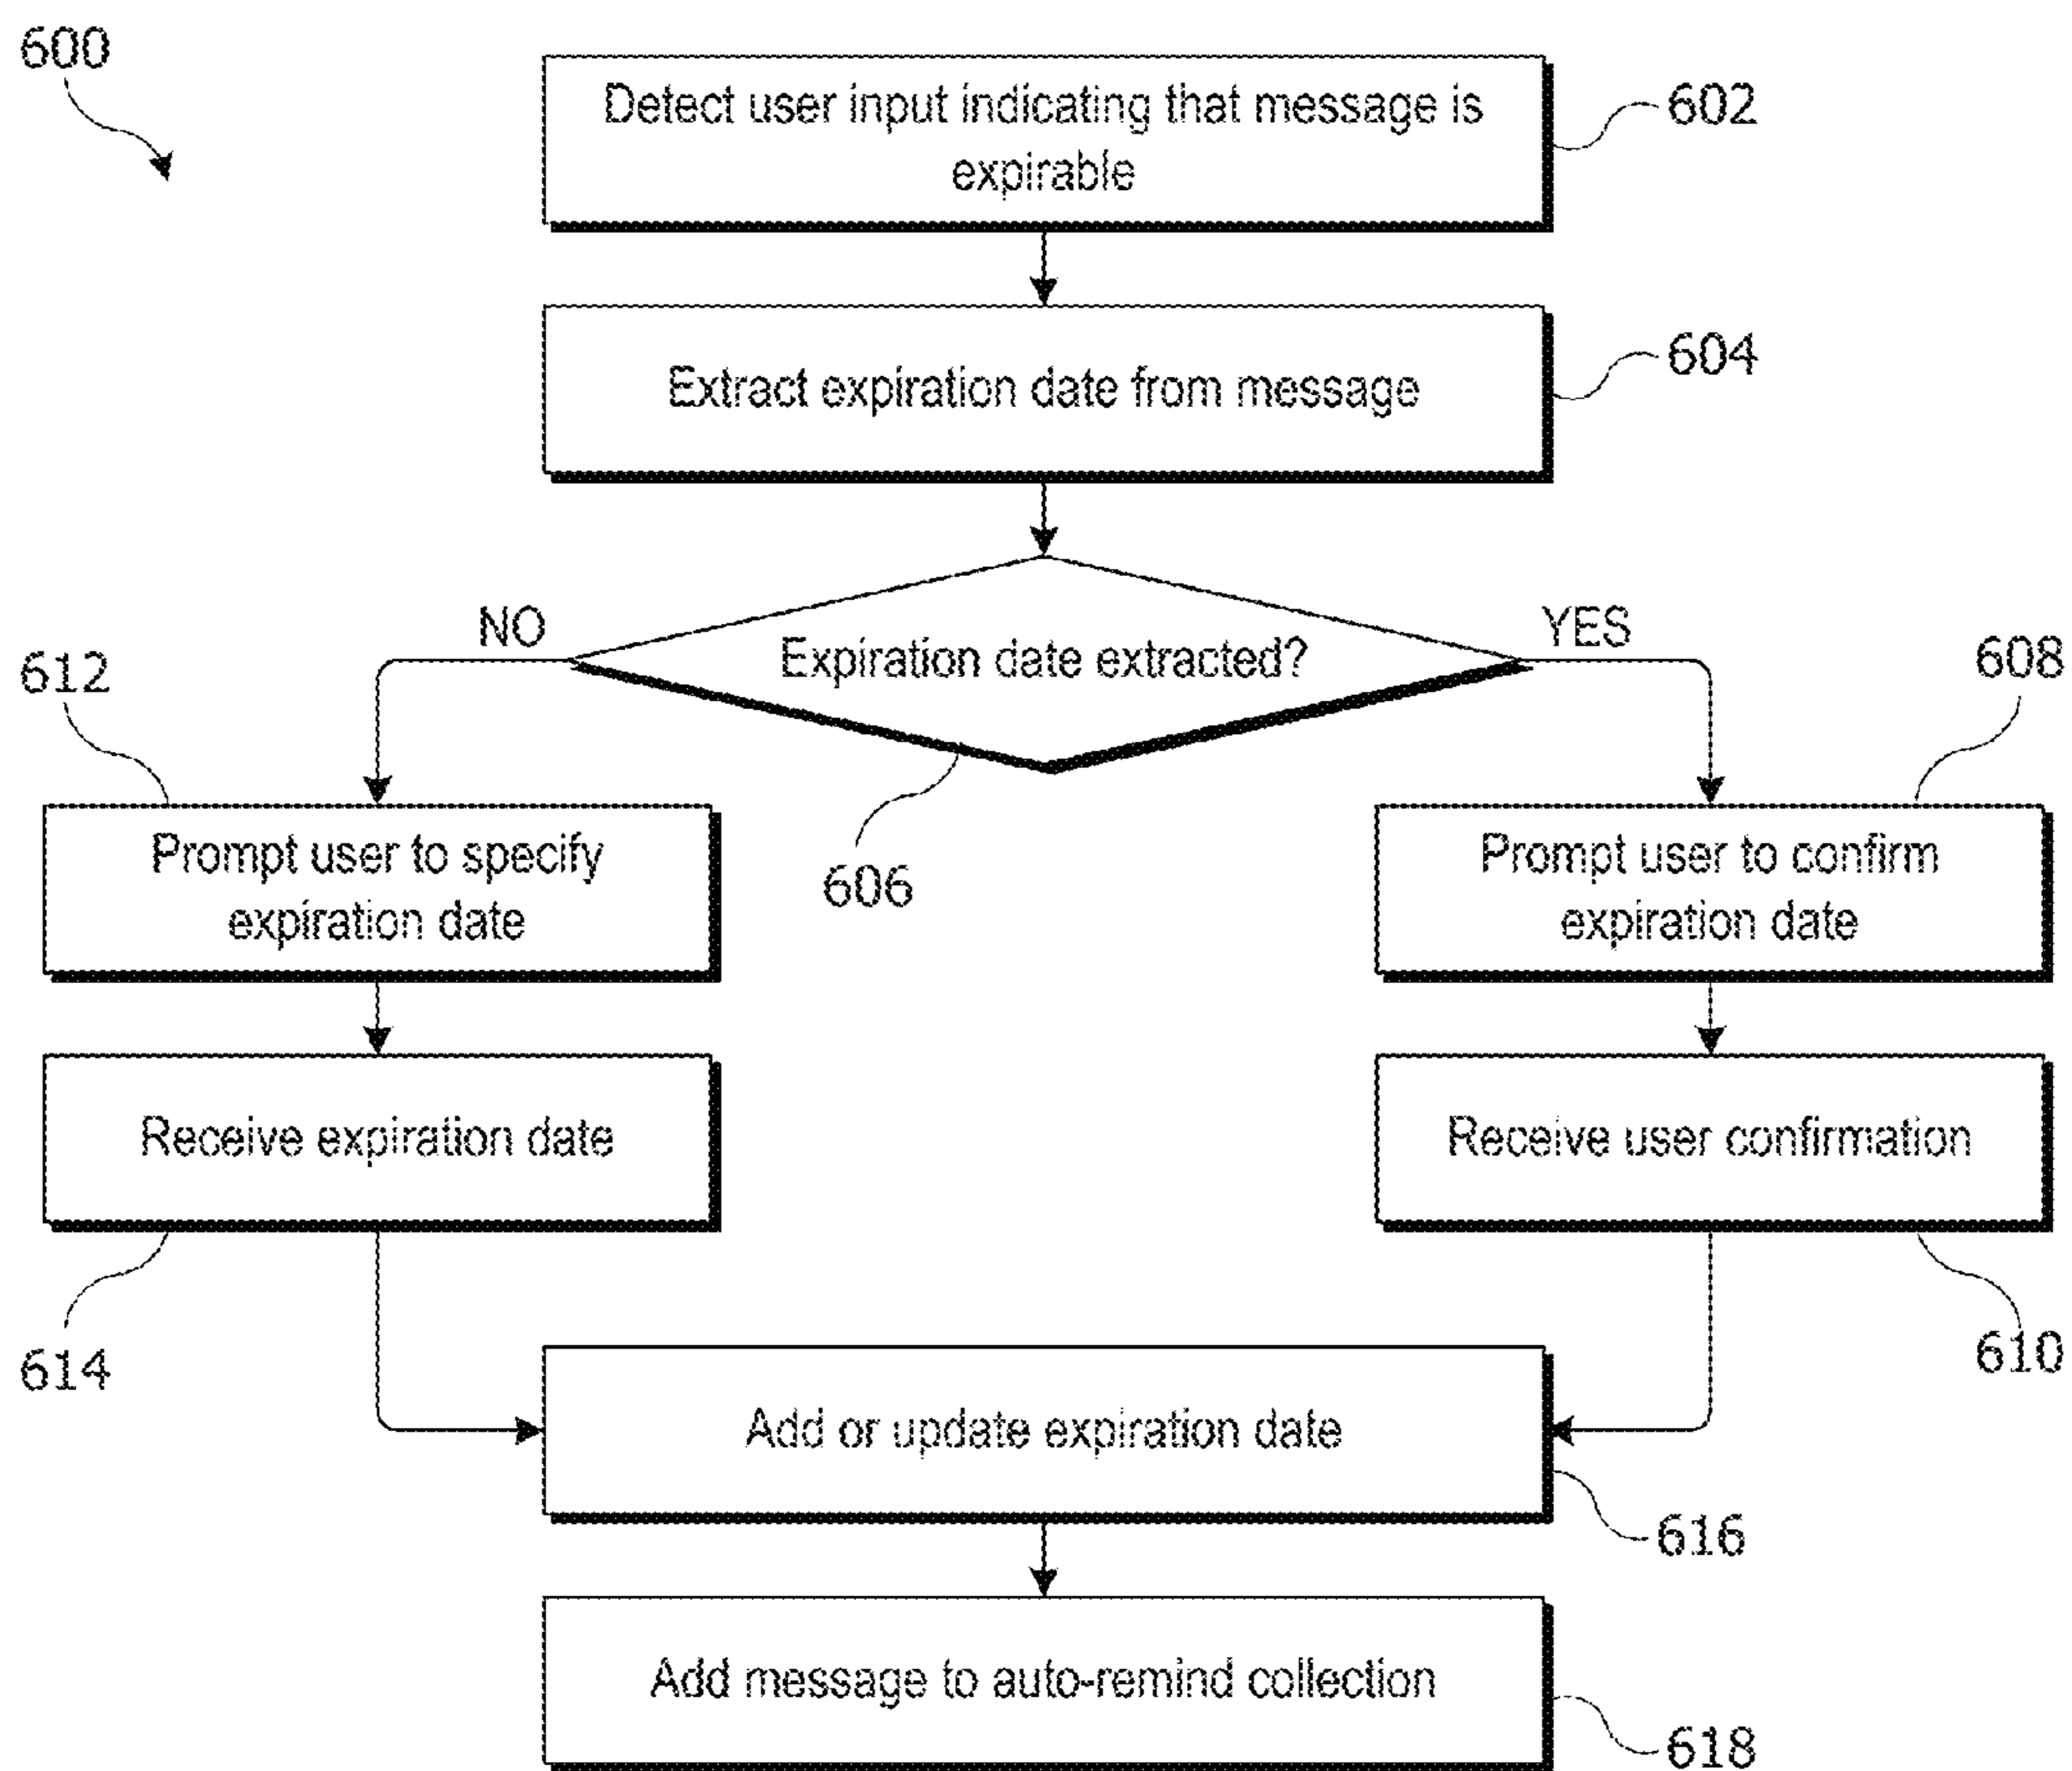 600
Detect user input indicating that message is
expirable
602
Extract expiration date from message
604
NO
Expiration date extracted?
YES
606
612
Prompt user to specify
expiration date
608
Prompt user to confirm
expiration date
Receive expiration date
614
Receive user confirmation
610
Add or update expiration date
616
Add message to auto-remind collection
618